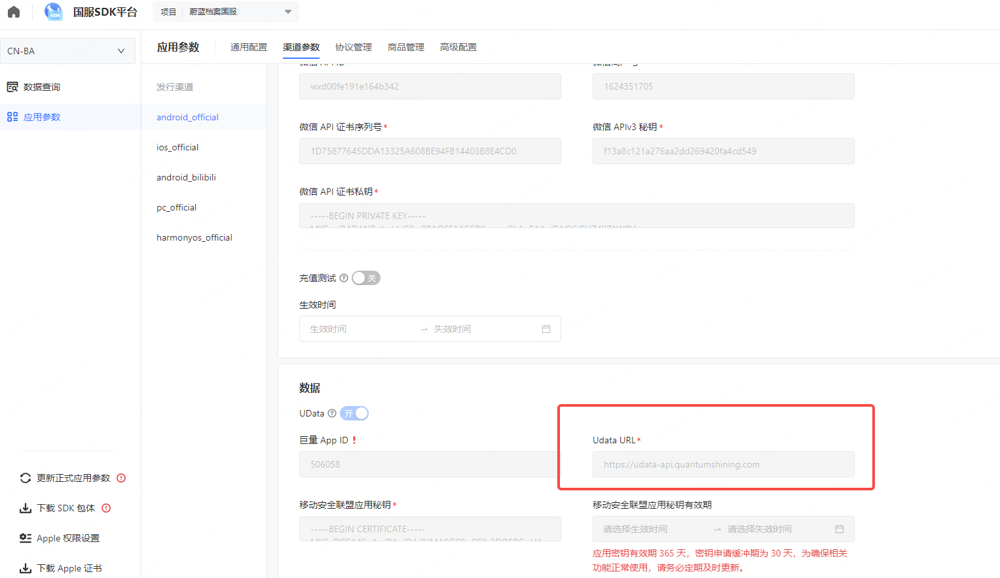 国服SDK平台
项目 蔚蓝档案国服
CN-BA
数据查询
应用参数
更新正式应用参数
下载 SDK 包体
Apple 权限设置
下载 Apple 证书
应用参数 通用配置 渠道参数 协议管理 商品管理 高级配置
发行渠道
android_official
ios_official
android_bilibili
pc_official
harmonyos_official
wxd00fe191e164b342
1624351705
微信 API 证书序列号*
1D75877645DDA13325A608BE94FB14403B8E4CD0
微信 APIv3 秘钥*
f13a8c121a276aa2dd269420fa4cd549
微信 API 证书私钥*
-----BEGIN PRIVATE KEY-----
充值测试 关
生效时间
生效时间 → 失效时间
数据
UData 开
巨量 App ID
506058
Udata URL*
https://udata-api.quantumshining.com
移动安全联盟应用秘钥*
-----BEGIN CERTIFICATE-----
移动安全联盟应用秘钥有效期
请选择生效时间 → 请选择失效时间
应用密钥有效期 365 天，密钥申请缓冲期为 30 天，为确保相关
功能正常使用，请务必定期及时更新。